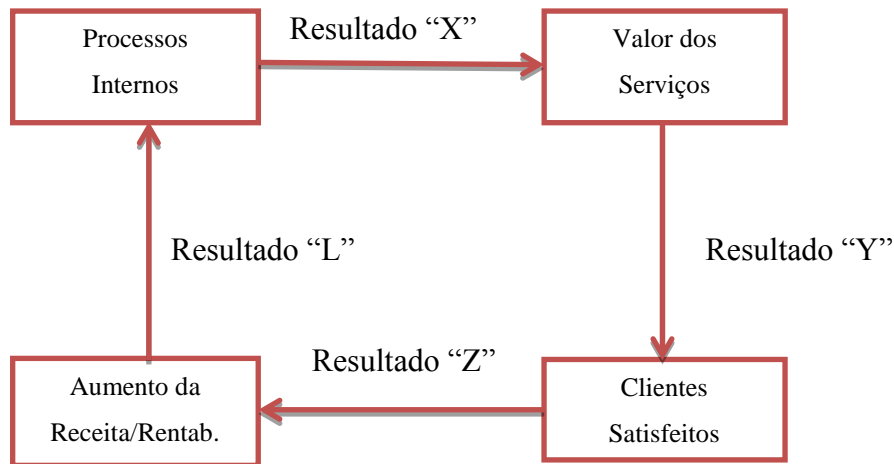 Processos
Internos
Resultado “X”
Valor dos
Serviços
Resultado “L”
Resultado “Y”
Aumento da
Receita/Rentab.
Resultado “Z”
Clientes
Satisfeitos